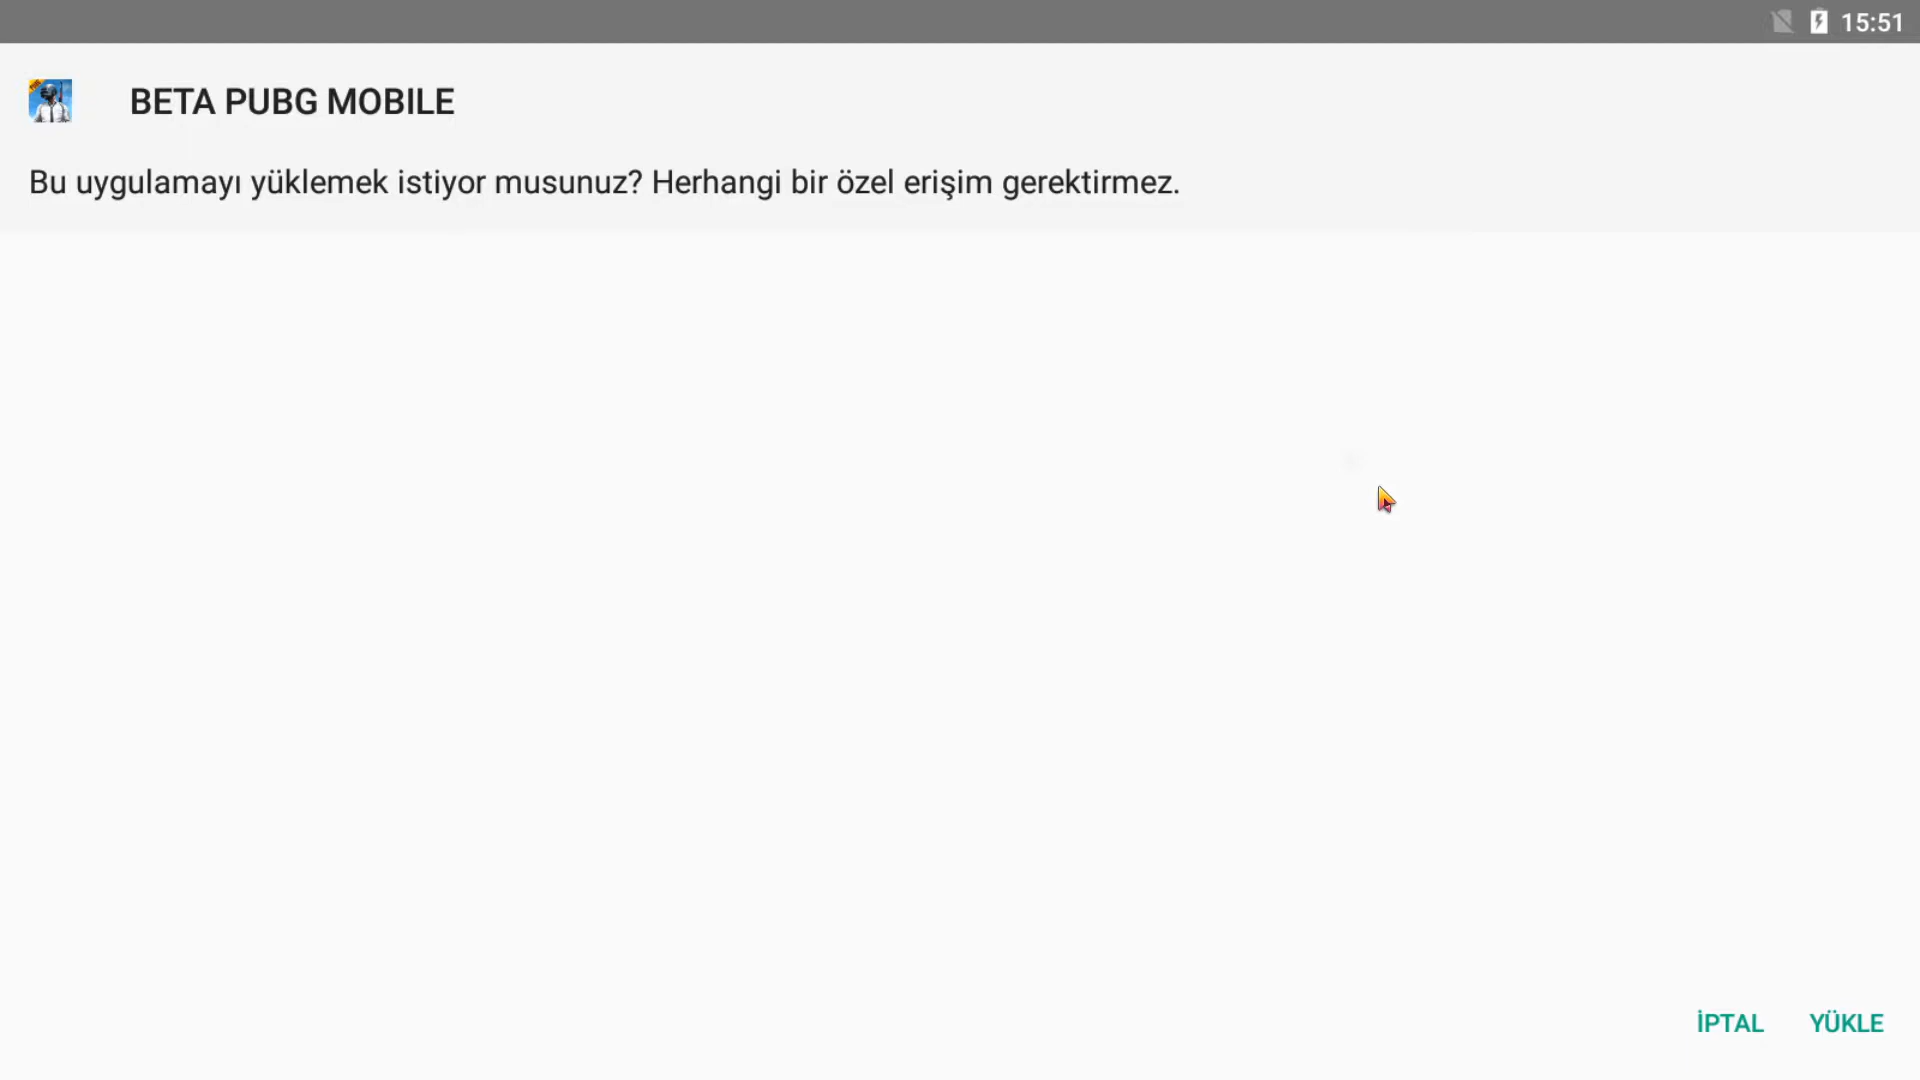 15:51
BETA PUBG MOBILE
Bu uygulamayı yüklemek istiyor musunuz? Herhangi bir özel erişim gerektirmez.
İPTAL YÜKLE